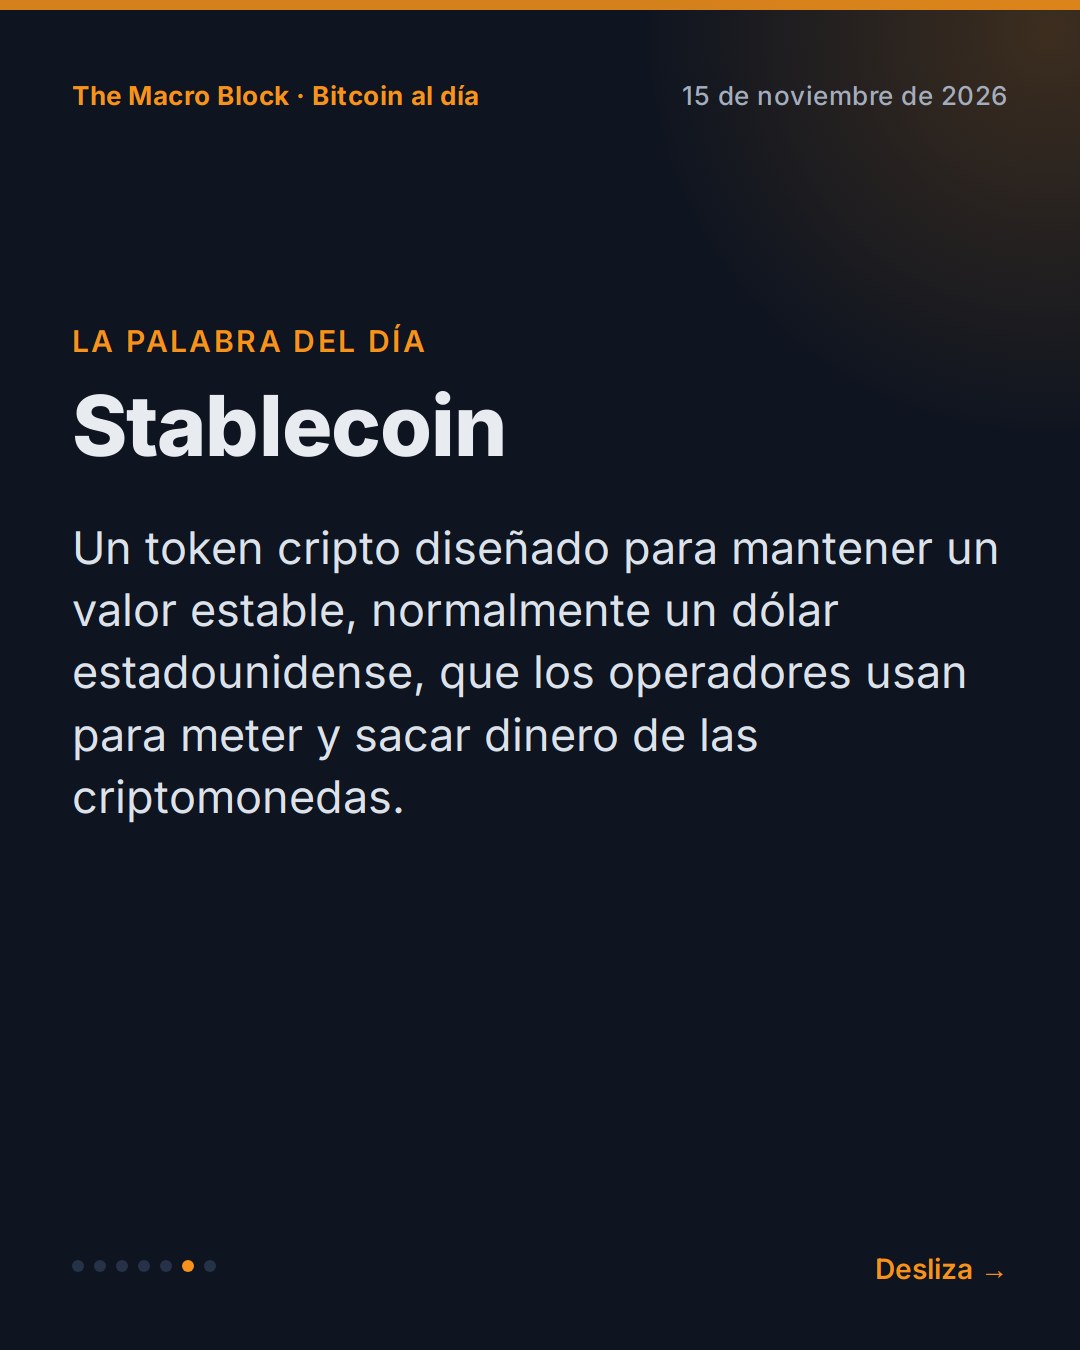 The Macro Block · Bitcoin al día
15 de noviembre de 2026
LA PALABRA DEL DÍA
Stablecoin
Un token cripto diseñado para mantener un
valor estable, normalmente un dólar
estadounidense, que los operadores usan
para meter y sacar dinero de las
criptomonedas.
Desliza →